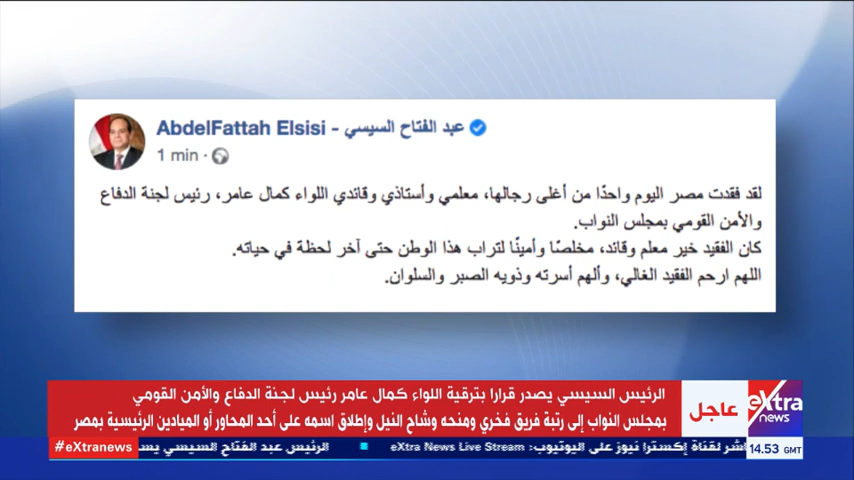 AbdelFattah Elsisi - عبد الفتاح السيسي
1 min ·
لقد فقدت مصر اليوم واحدًا من أغلى رجالها، معلمي وأستاذي وقائدي اللواء كمال عامر، رئيس لجنة الدفاع
والأمن القومي بمجلس النواب.
كان الفقيد خير معلم وقائد، مخلصًا وأمينًا لتراب هذا الوطن حتى آخر لحظة في حياته.
اللهم ارحم الفقيد الغالي، وألهم أسرته وذويه الصبر والسلوان.
عاجل
الرئيس السيسي يصدر قرارا بترقية اللواء كمال عامر رئيس لجنة الدفاع والأمن القومي
بمجلس النواب إلى رتبة فريق فخري ومنحه وشاح النيل وإطلاق اسمه على أحد المحاور أو الميادين الرئيسية بمصر
eXtra
news
#eXtranews
الرئيس عبد الفتاح السيسي
eXtra News Live Stream :لقناة إكسترا نيوز على اليوتيوب
14.53 GMT